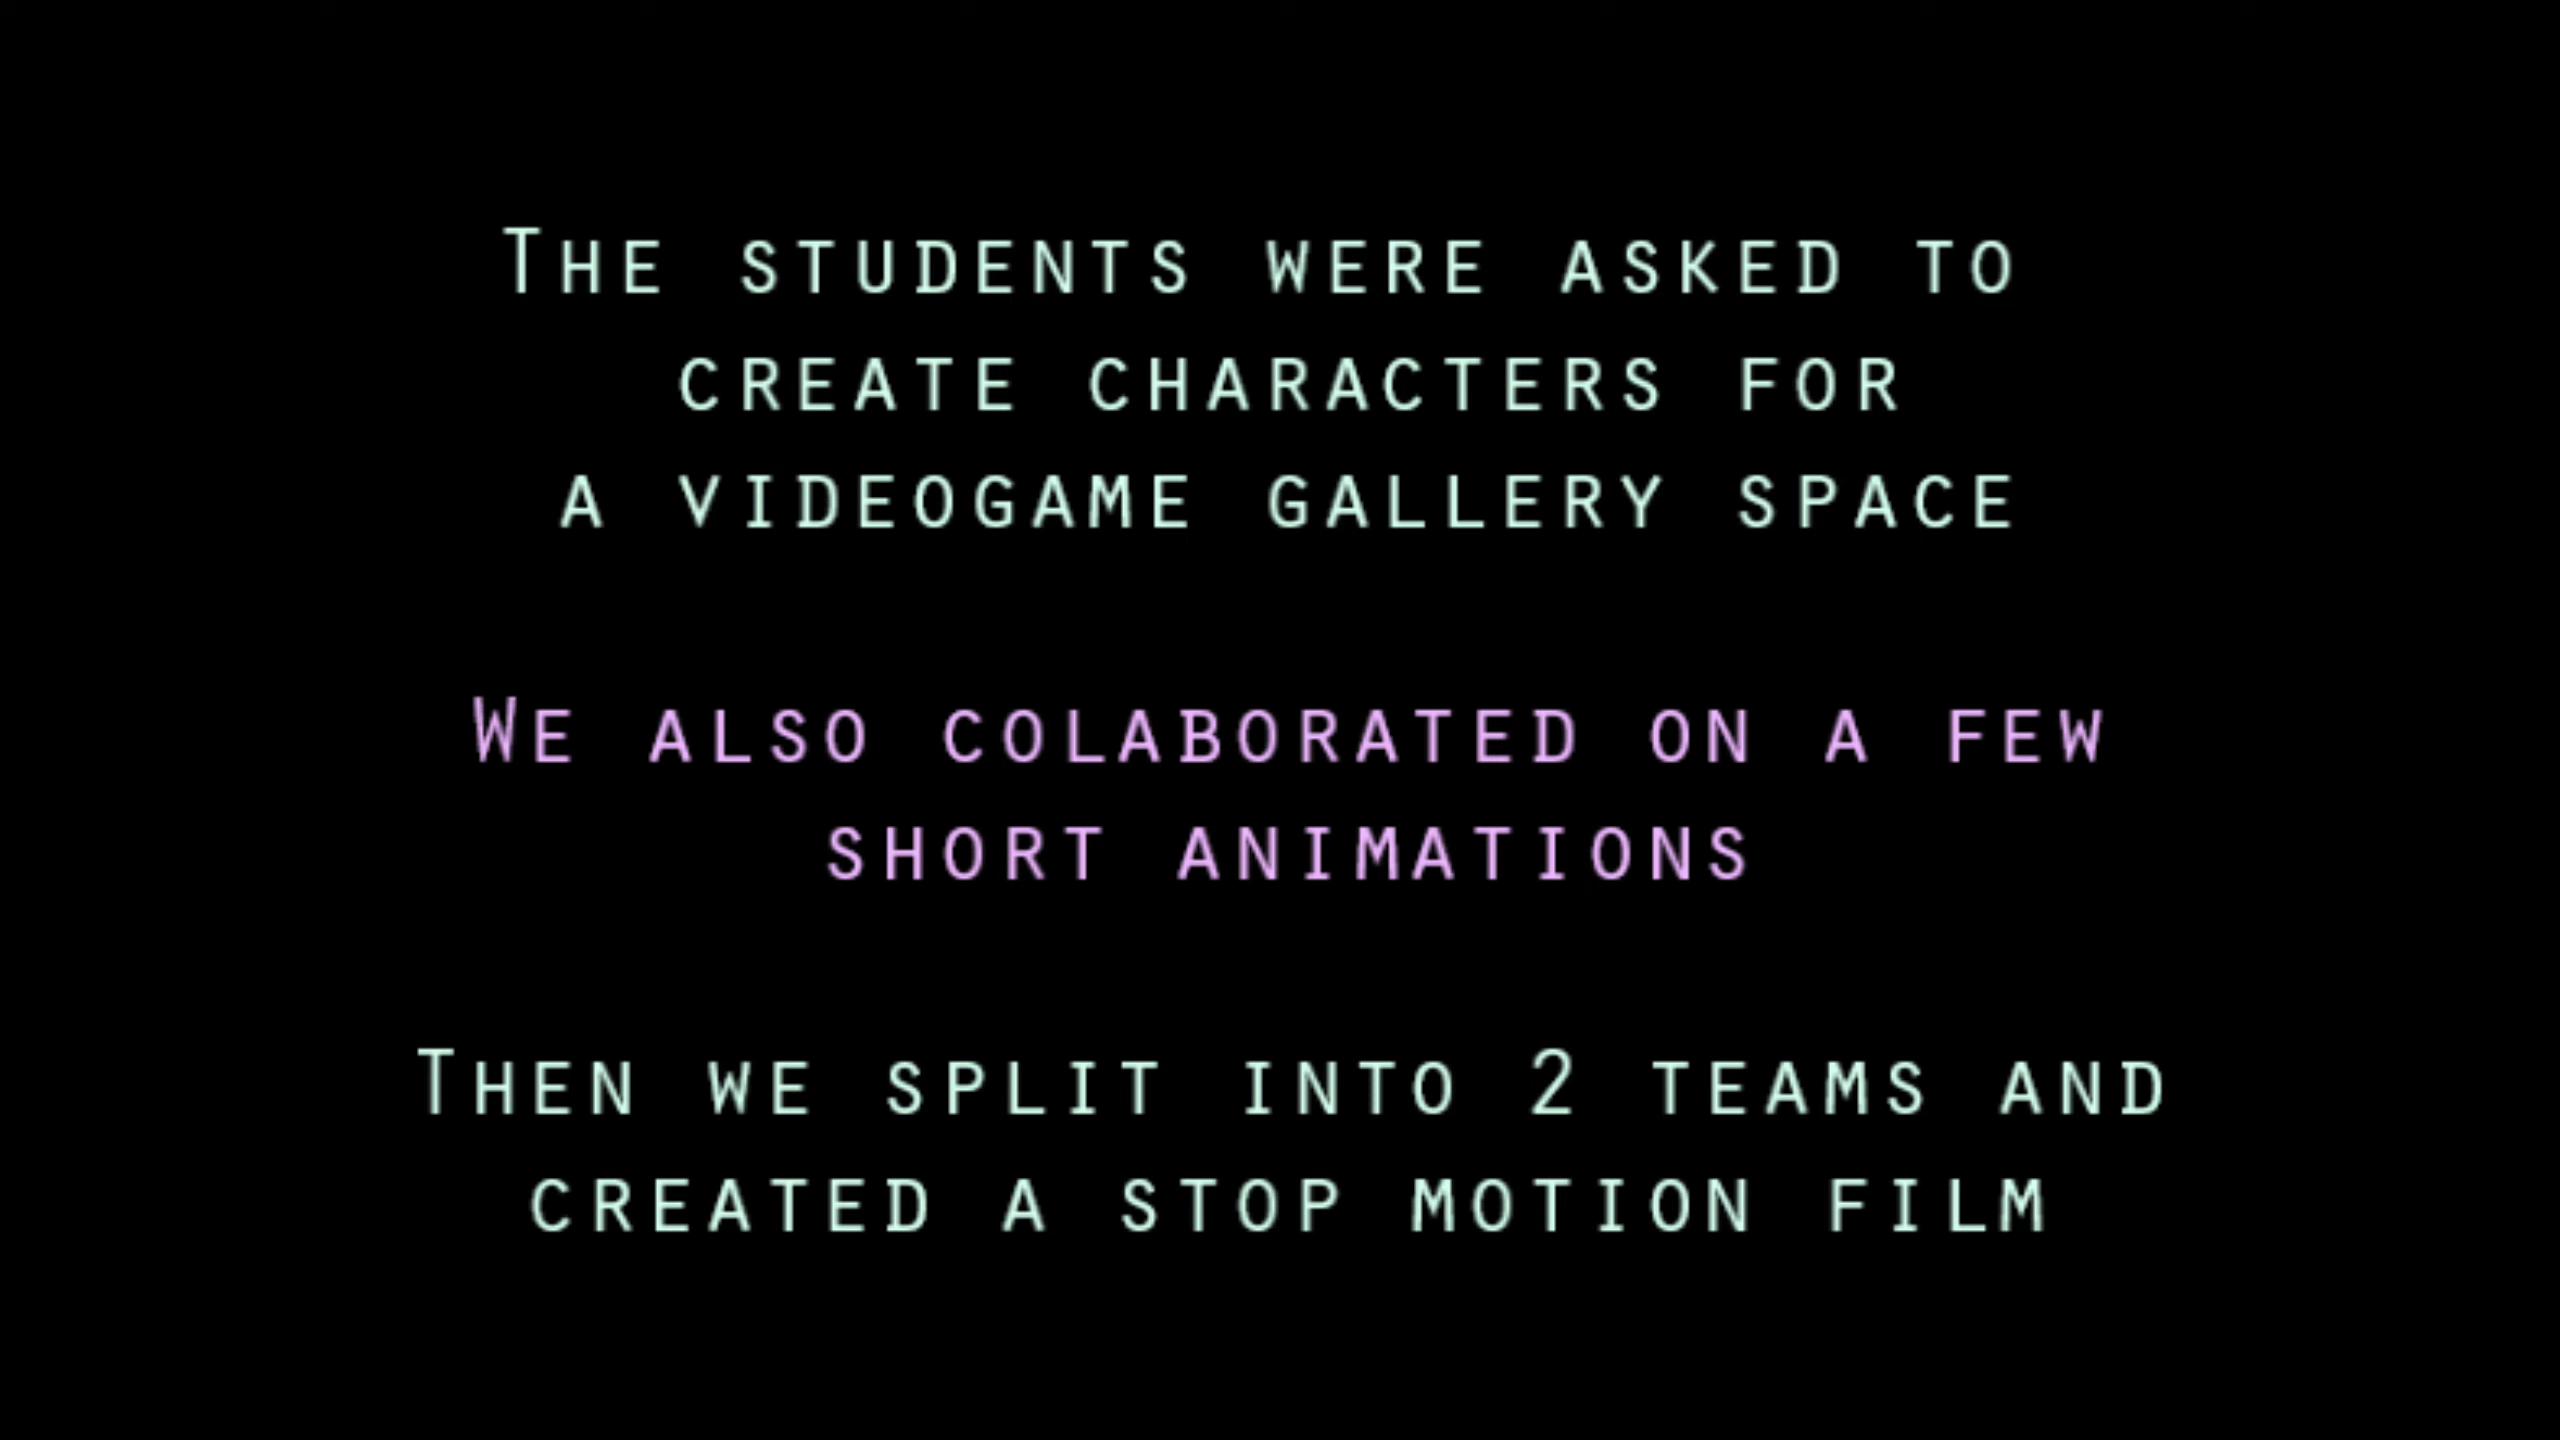 The students were asked to
create characters for
a videogame gallery space
We also colaborated on a few
short animations
Then we split into 2 teams and
created a stop motion film